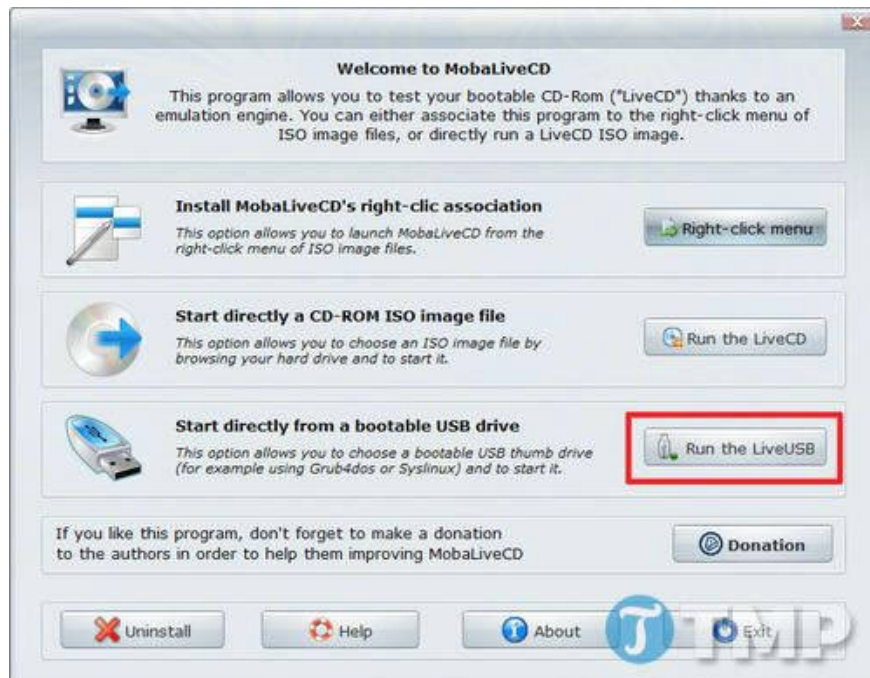 Welcome to MobaLiveCD
This program allows you to test your bootable CD-Rom ("LiveCD") thanks to an
emulation engine. You can either associate this program to the right-click menu of
ISO image files, or directly run a LiveCD ISO image.
Install MobaLiveCD's right-clic association
This option allows you to launch MobaLiveCD from the
right-click menu of ISO image files.
Right-click menu
Start directly a CD-ROM ISO image file
This option allows you to choose an ISO image file by
browsing your hard drive and to start it.
Run the LiveCD
Start directly from a bootable USB drive
This option allows you to choose a bootable USB thumb drive
(for example using Grub4dos or Syslinux) and to start it.
Run the LiveUSB
If you like this program, don't forget to make a donation
to the authors in order to help them improving MobaLiveCD
Donation
Uninstall
Help
About
Exit
TMP